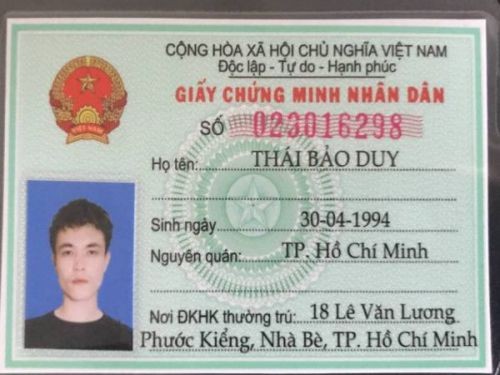 CỘNG HÒA XÃ HỘI CHỦ NGHĨA VIỆT NAM
Độc lập - Tự do - Hạnh phúc
GIẤY CHỨNG MINH NHÂN DÂN
SỐ 023016298
Họ tên: THÁI BẢO DUY
Sinh ngày 30-04-1994
Nguyên quán: TP. Hồ Chí Minh
Nơi ĐKHK thường trú: 18 Lê Văn Lương
Phước Kiểng, Nhà Bè, TP. Hồ Chí Minh
VIỆT NAM